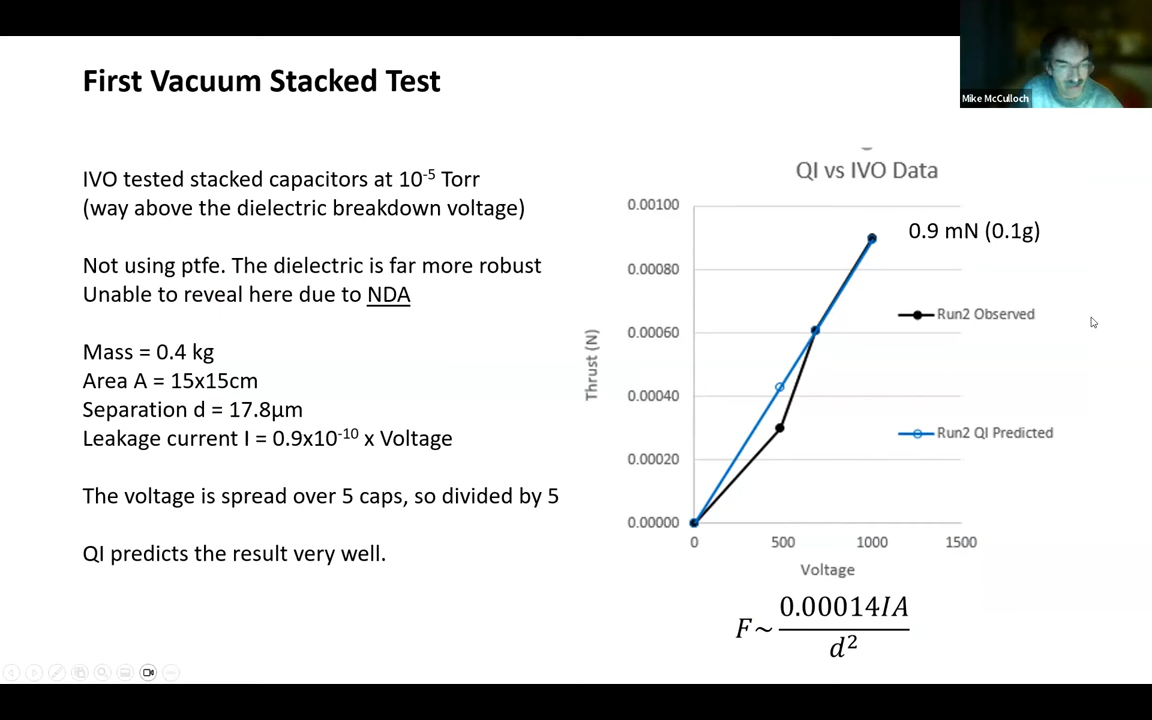 First Vacuum Stacked Test
Mike McCulloch
IVO tested stacked capacitors at 10⁻⁵ Torr
(way above the dielectric breakdown voltage)
Not using ptfe. The dielectric is far more robust
Unable to reveal here due to NDA
Mass = 0.4 kg
Area A = 15x15cm
Separation d = 17.8μm
Leakage current I = 0.9x10⁻¹⁰ x Voltage
The voltage is spread over 5 caps, so divided by 5
QI predicts the result very well.
QI vs IVO Data
0.00100
0.00080
0.00060
0.00040
0.00020
0.00000
Thrust (N)
0
500
1000
1500
Voltage
0.9 mN (0.1g)
Run2 Observed
Run2 QI Predicted
F~ 0.00014IA / d²